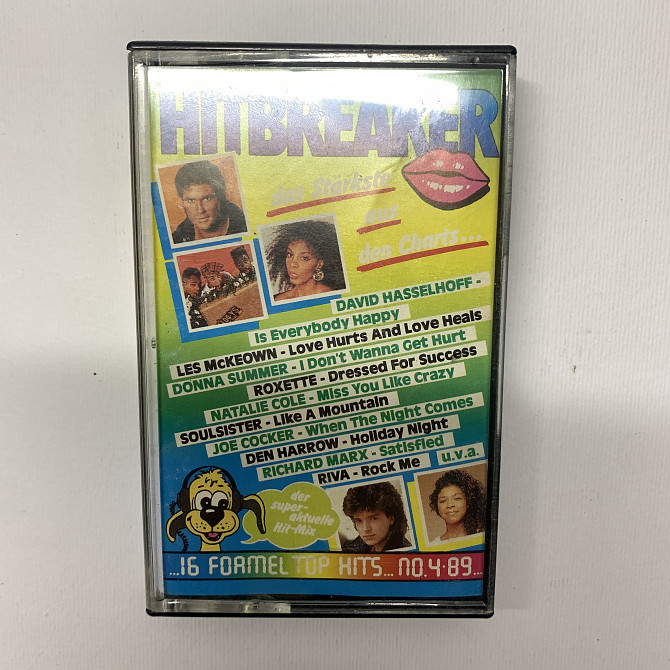 HITBREAKER
das Stärkste
aus
den Charts...
DAVID HASSELHOFF -
Is Everybody Happy
LES McKEOWN - Love Hurts And Love Heals
DONNA SUMMER - I Don't Wanna Get Hurt
ROXETTE - Dressed For Success
NATALIE COLE - Miss You Like Crazy
SOULSISTER - Like A Mountain
JOE COCKER - When The Night Comes
DEN HARROW - Holiday Night
RICHARD MARX - Satisfied
u.v.a.
RIVA - Rock Me
der
super-
aktuelle
Hit-Mix
...16 FORMEL TOP HITS... NO.4·89...